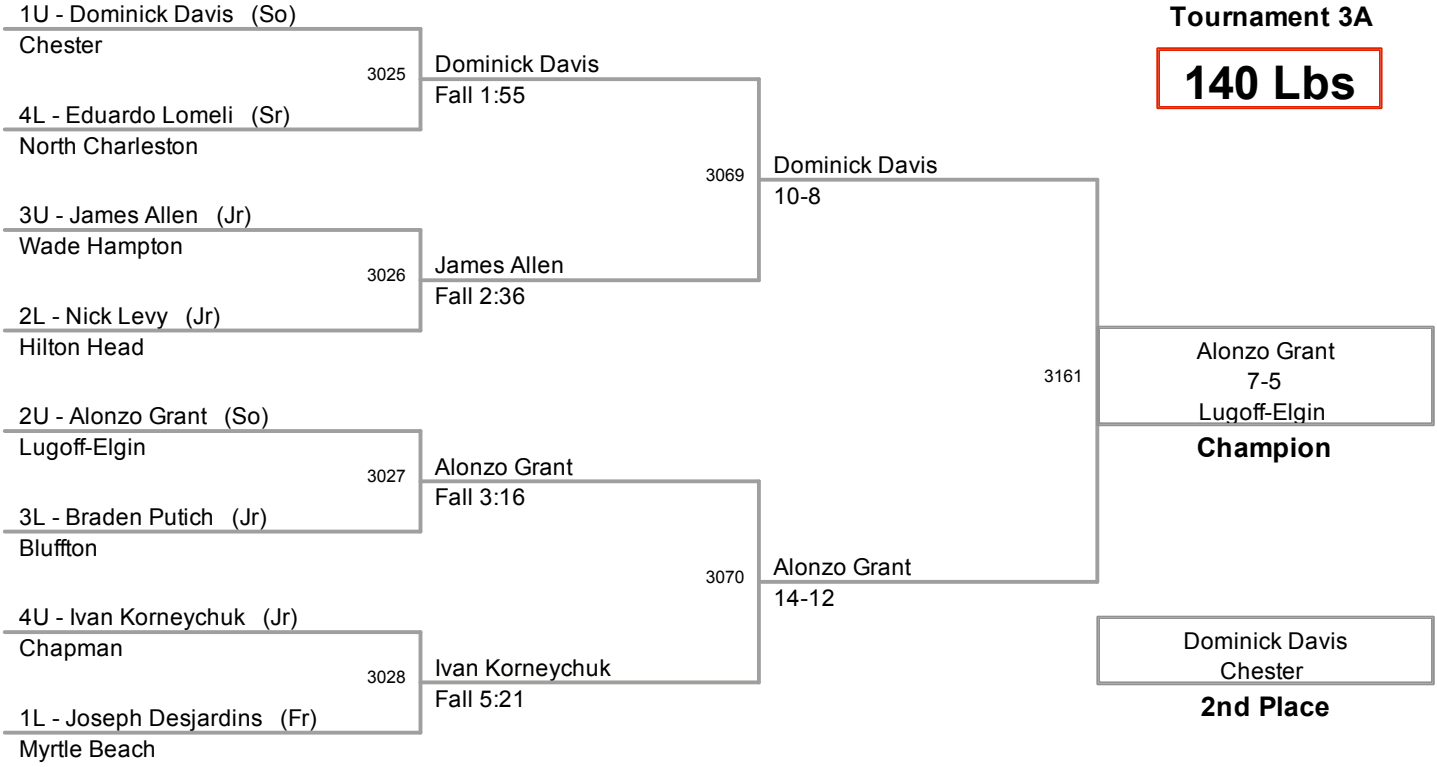 Tournament 3A
140 Lbs
1U - Dominick Davis (So)
Chester
3025
4L - Eduardo Lomeli (Sr)
North Charleston
Dominick Davis
Fall 1:55
3U - James Allen (Jr)
Wade Hampton
3026
2L - Nick Levy (Jr)
Hilton Head
James Allen
Fall 2:36
3069
Dominick Davis
10-8
2U - Alonzo Grant (So)
Lugoff-Elgin
3027
3L - Braden Putich (Jr)
Bluffton
Alonzo Grant
Fall 3:16
4U - Ivan Korneychuk (Jr)
Chapman
3028
1L - Joseph Desjardins (Fr)
Myrtle Beach
Ivan Korneychuk
Fall 5:21
3070
Alonzo Grant
14-12
3161
Alonzo Grant
7-5
Lugoff-Elgin
Champion
Dominick Davis
Chester
2nd Place